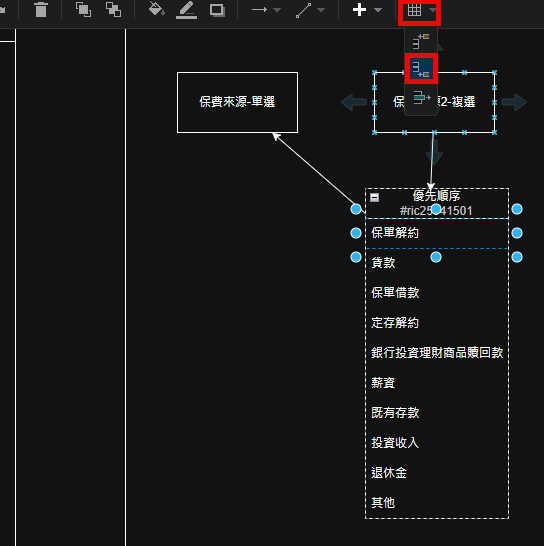 保費來源-單選
保 2-複選
優先順序
#ric25 41501
保單解約
貸款
保單借款
定存解約
銀行投資理財商品贖回款
薪資
既有存款
投資收入
退休金
其他